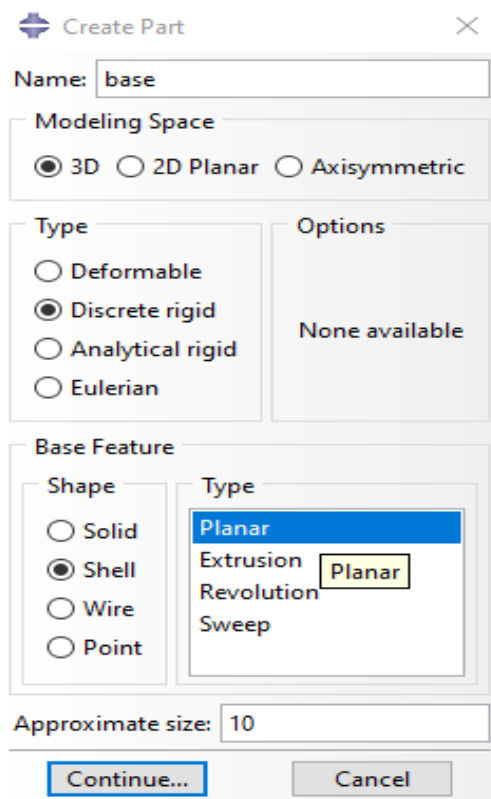 Create Part
Name: base
Modeling Space
3D 2D Planar Axisymmetric
Type
Deformable
Discrete rigid
Analytical rigid
Eulerian
Options
None available
Base Feature
Shape
Solid
Shell
Wire
Point
Type
Planar
Extrusion
Planar
Revolution
Sweep
Approximate size: 10
Continue... Cancel